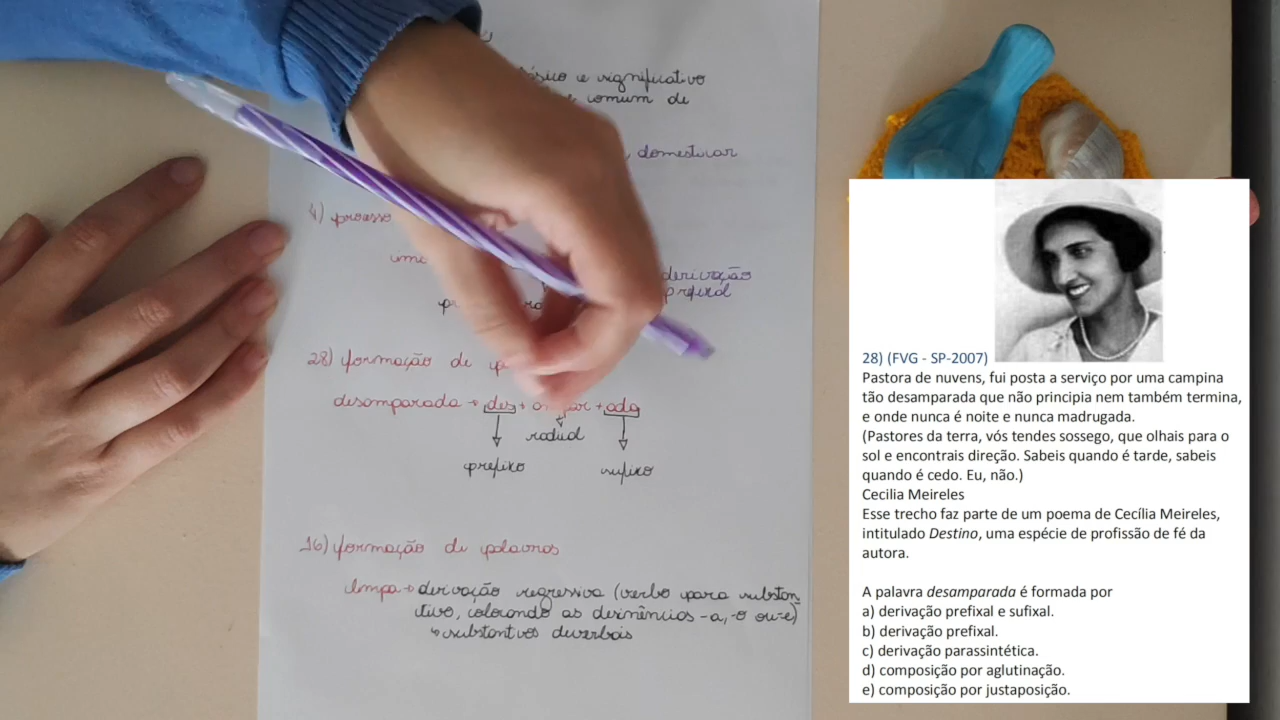 e significativo
comum de
, domesticar
4) processo
derivação
prefixal
28) formação de
desamparada → des + + ada
radical
prefixo sufixo
16) formação de palavras
limpa → derivação regressiva (verbo para substan
tivo, colocando as desinências -a, -o ou -e)
↳ substantivos deverbais
28) (FVG - SP-2007)
Pastora de nuvens, fui posta a serviço por uma campina
tão desamparada que não principia nem também termina,
e onde nunca é noite e nunca madrugada.
(Pastores da terra, vós tendes sossego, que olhais para o
sol e encontrais direção. Sabeis quando é tarde, sabeis
quando é cedo. Eu, não.)
Cecilia Meireles
Esse trecho faz parte de um poema de Cecília Meireles,
intitulado Destino, uma espécie de profissão de fé da
autora.
A palavra desamparada é formada por
a) derivação prefixal e sufixal.
b) derivação prefixal.
c) derivação parassintética.
d) composição por aglutinação.
e) composição por justaposição.